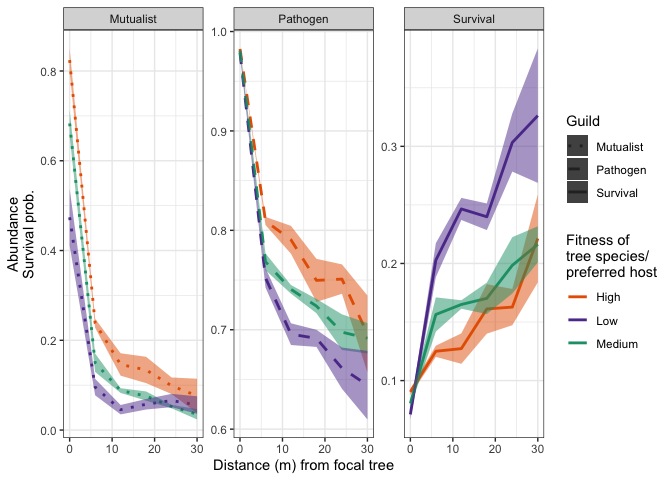 Mutualist
Pathogen
Survival
Abundance
Survival prob.
0.8
0.6
0.4
0.2
0.0
1.0
0.9
0.8
0.7
0.6
0.3
0.2
0.1
0 10 20 30
0 10 20 30
0 10 20 30
Distance (m) from focal tree
Guild
Mutualist
Pathogen
Survival
Fitness of
tree species/
preferred host
High
Low
Medium